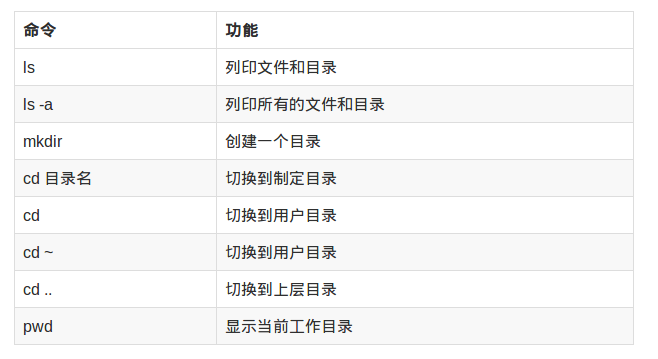 命令 功能
ls 列印文件和目录
ls -a 列印所有的文件和目录
mkdir 创建一个目录
cd 目录名 切换到制定目录
cd 切换到用户目录
cd ~ 切换到用户目录
cd .. 切换到上层目录
pwd 显示当前工作目录